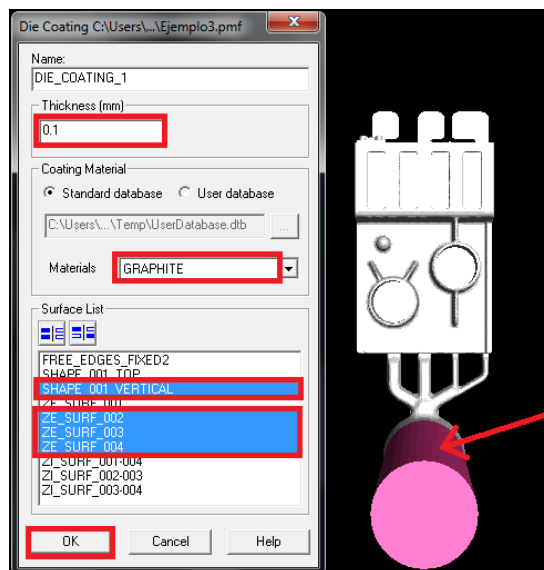 Die Coating C:\Users\...\Ejemplo3.pmf
Name:
DIE_COATING_1
Thickness (mm)
0.1
Coating Material
Standard database User database
C:\Users\...\Temp\UserDatabase.dtb ...
Materials GRAPHITE
Surface List
FREE_EDGES_FIXED2
SHAPE_001_TOP
SHAPE_001_VERTICAL
ZE_SURF_001
ZE_SURF_002
ZE_SURF_003
ZE_SURF_004
ZI_SURF_001-004
ZI_SURF_002-003
ZI_SURF_003-004
OK Cancel Help